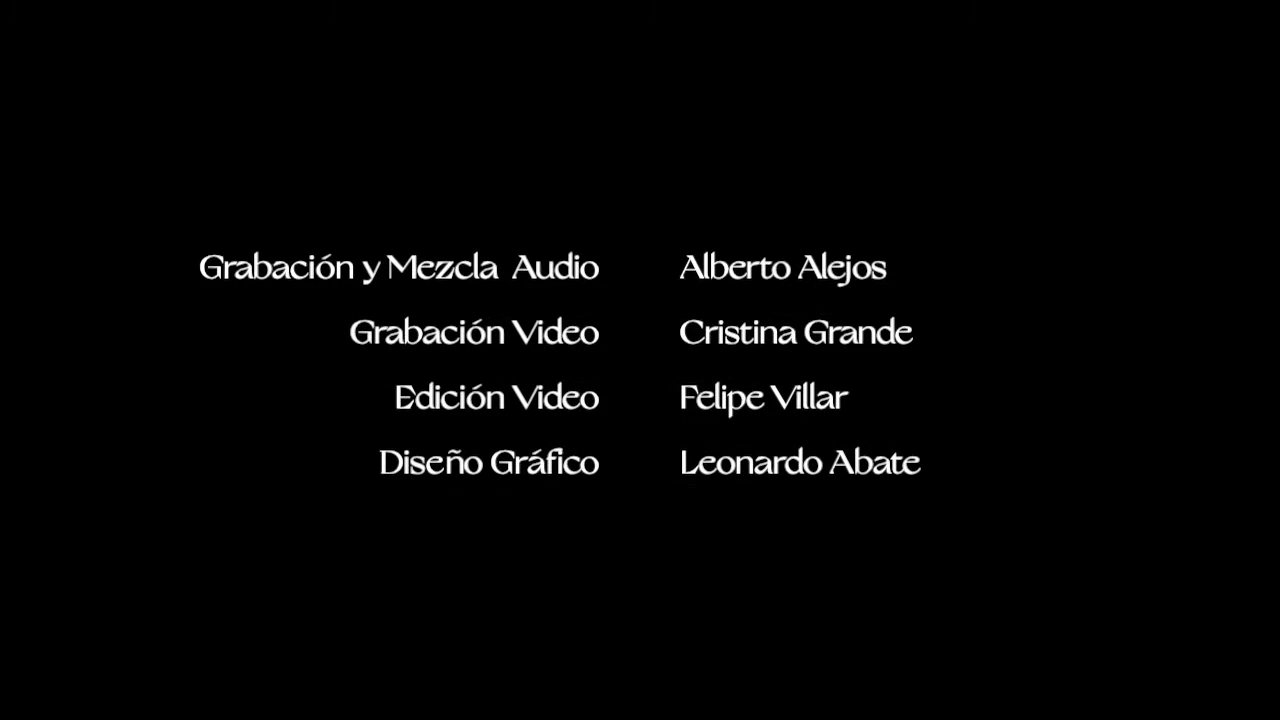 Grabación y Mezcla Audio Alberto Alejos
Grabación Video Cristina Grande
Edición Video Felipe Villar
Diseño Gráfico Leonardo Abate